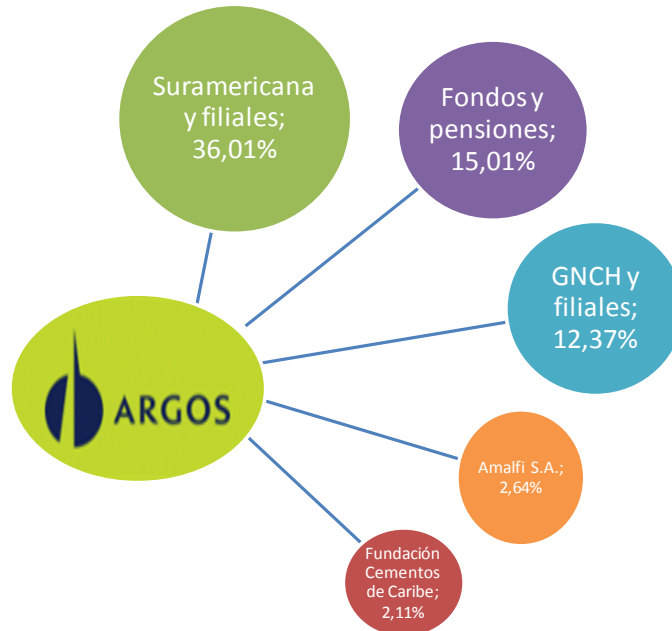 Suramericana
y filiales;
36,01%
Fondos y
pensiones;
15,01%
GNCH y
filiales;
12,37%
ARGOS
Amalfi S.A.;
2,64%
Fundación
Cementos
de Caribe;
2,11%